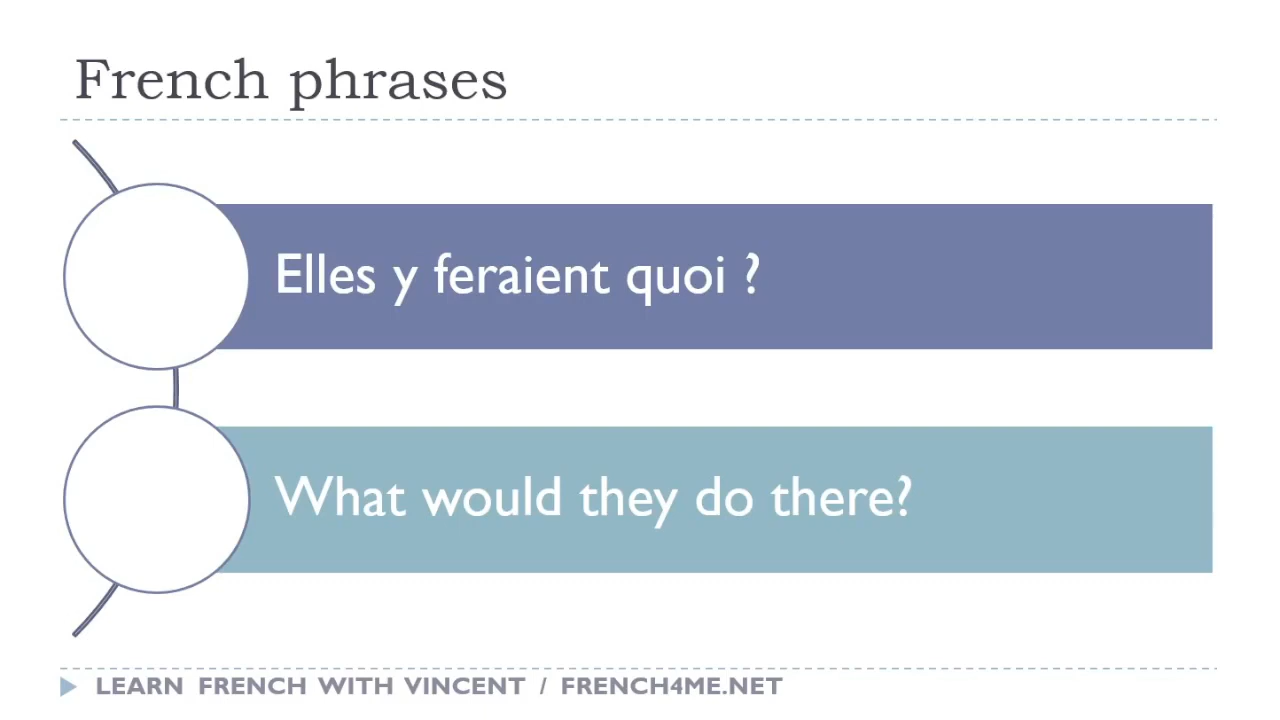 French phrases
Elles y feraient quoi ?
What would they do there?
LEARN FRENCH WITH VINCENT / FRENCH4ME.NET